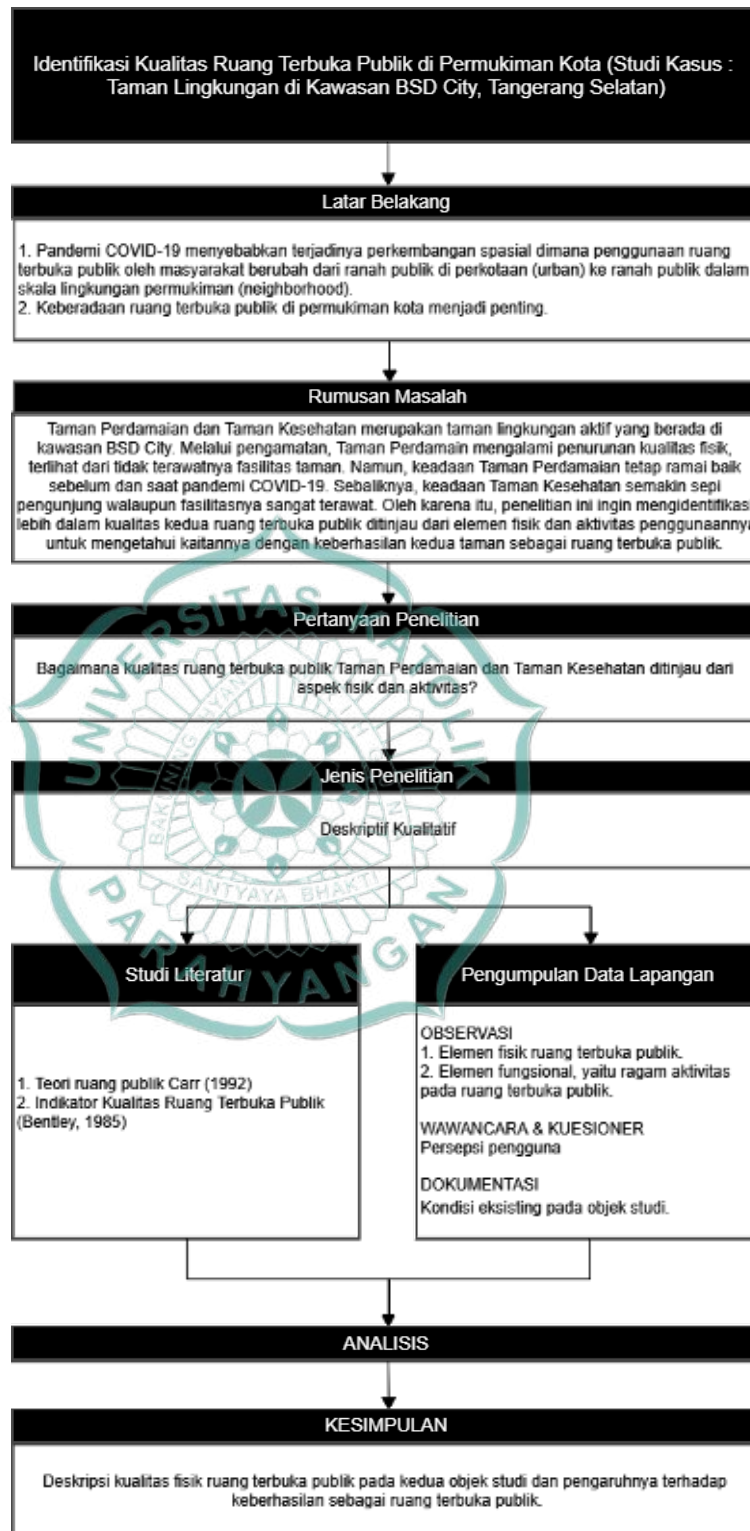 Identifikasi Kualitas Ruang Terbuka Publik di Permukiman Kota (Studi Kasus :
Taman Lingkungan di Kawasan BSD City, Tangerang Selatan)
Latar Belakang
1. Pandemi COVID-19 menyebabkan terjadinya perkembangan spasial dimana penggunaan ruang
terbuka publik oleh masyarakat berubah dari ranah publik di perkotaan (urban) ke ranah publik dalam
skala lingkungan permukiman (neighborhood).
2. Keberadaan ruang terbuka publik di permukiman kota menjadi penting.
Rumusan Masalah
Taman Perdamaian dan Taman Kesehatan merupakan taman lingkungan aktif yang berada di
kawasan BSD City. Melalui pengamatan, Taman Perdamain mengalami penurunan kualitas fisik,
terlihat dari tidak terawatnya fasilitas taman. Namun, keadaan Taman Perdamaian tetap ramai baik
sebelum dan saat pandemi COVID-19. Sebaliknya, keadaan Taman Kesehatan semakin sepi
pengunjung walaupun fasilitasnya sangat terawat. Oleh karena itu, penelitian ini ingin mengidentifikasi
lebih dalam kualitas kedua ruang terbuka publik ditinjau dari elemen fisik dan aktivitas penggunaannya
untuk mengetahui kaitannya dengan keberhasilan kedua taman sebagai ruang terbuka publik.
Pertanyaan Penelitian
Bagaimana kualitas ruang terbuka publik Taman Perdamaian dan Taman Kesehatan ditinjau dari
aspek fisik dan aktivitas?
Jenis Penelitian
Deskriptif Kualitatif
UNIVERSITAS KATOLIK
PARAHYANGAN
SANTYAYA BHAKTI
Studi Literatur
1. Teori ruang publik Carr (1992)
2. Indikator Kualitas Ruang Terbuka Publik
(Bentley, 1985)
Pengumpulan Data Lapangan
OBSERVASI
1. Elemen fisik ruang terbuka publik.
2. Elemen fungsional, yaitu ragam aktivitas
pada ruang terbuka publik.
WAWANCARA & KUESIONER
Persepsi pengguna
DOKUMENTASI
Kondisi eksisting pada objek studi.
ANALISIS
KESIMPULAN
Deskripsi kualitas fisik ruang terbuka publik pada kedua objek studi dan pengaruhnya terhadap
keberhasilan sebagai ruang terbuka publik.